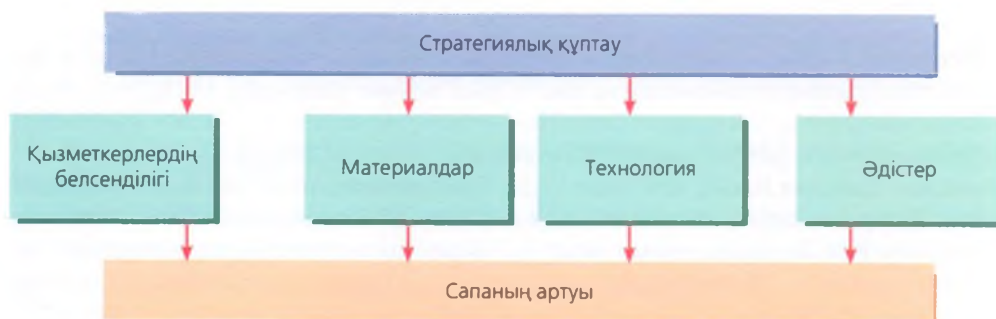 Стратегиялық құптау
Қызметкерлердің
белсенділігі
Материалдар
Технология
Әдістер
Сапаның артуы